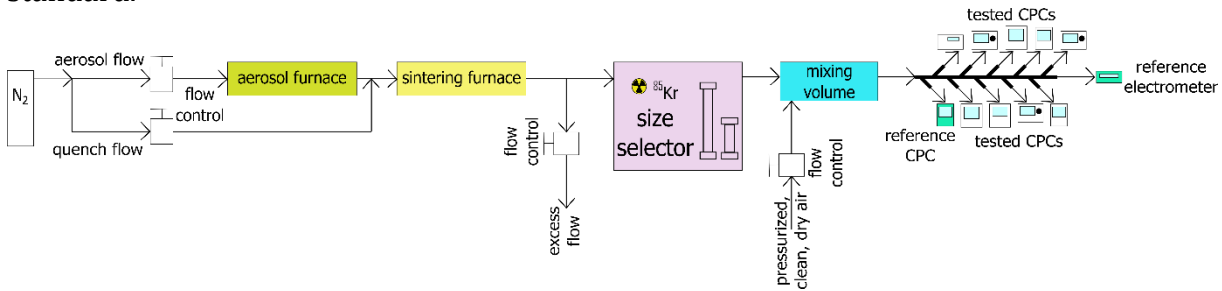 tested CPCs
aerosol flow
N2
flow
control
quench flow
aerosol furnace
sintering furnace
flow
control
excess
flow
85Kr
size
selector
mixing
volume
flow
control
pressurized,
clean, dry air
reference
CPC
tested CPCs
reference
electrometer